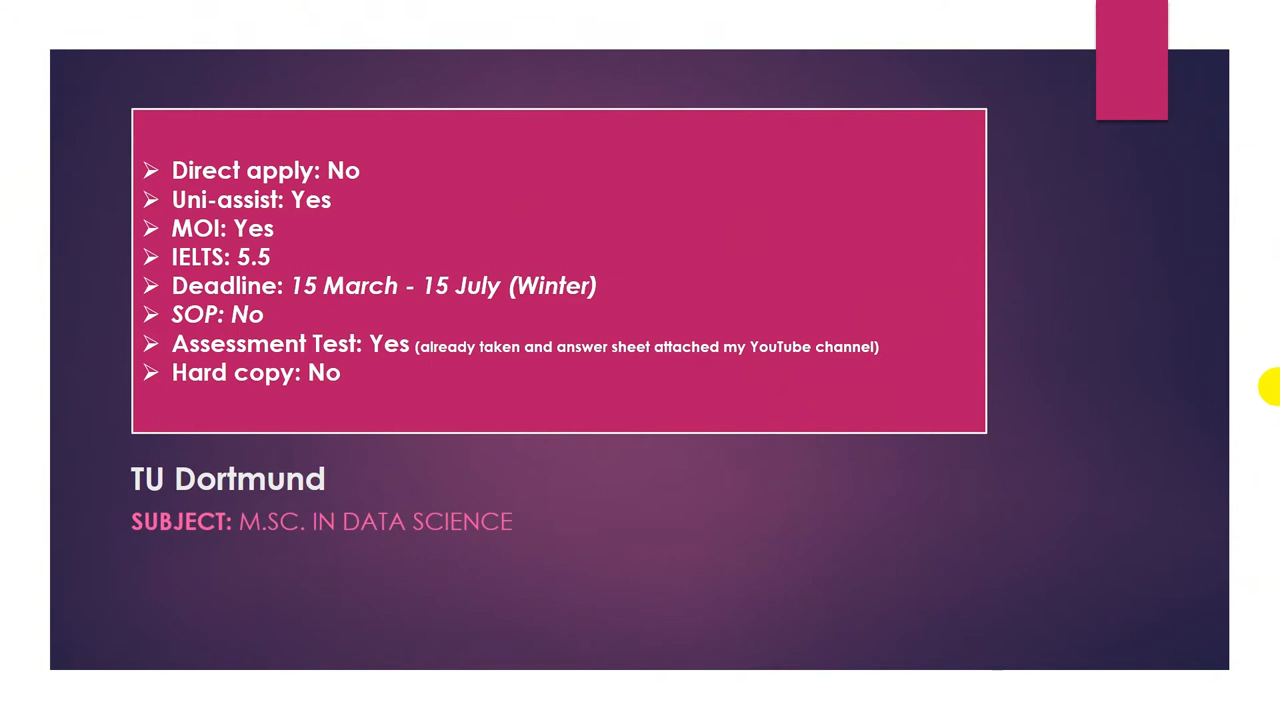 ➢ Direct apply: No
➢ Uni-assist: Yes
➢ MOI: Yes
➢ IELTS: 5.5
➢ Deadline: 15 March - 15 July (Winter)
➢ SOP: No
➢ Assessment Test: Yes (already taken and answer sheet attached my YouTube channel)
➢ Hard copy: No
TU Dortmund
SUBJECT: M.SC. IN DATA SCIENCE